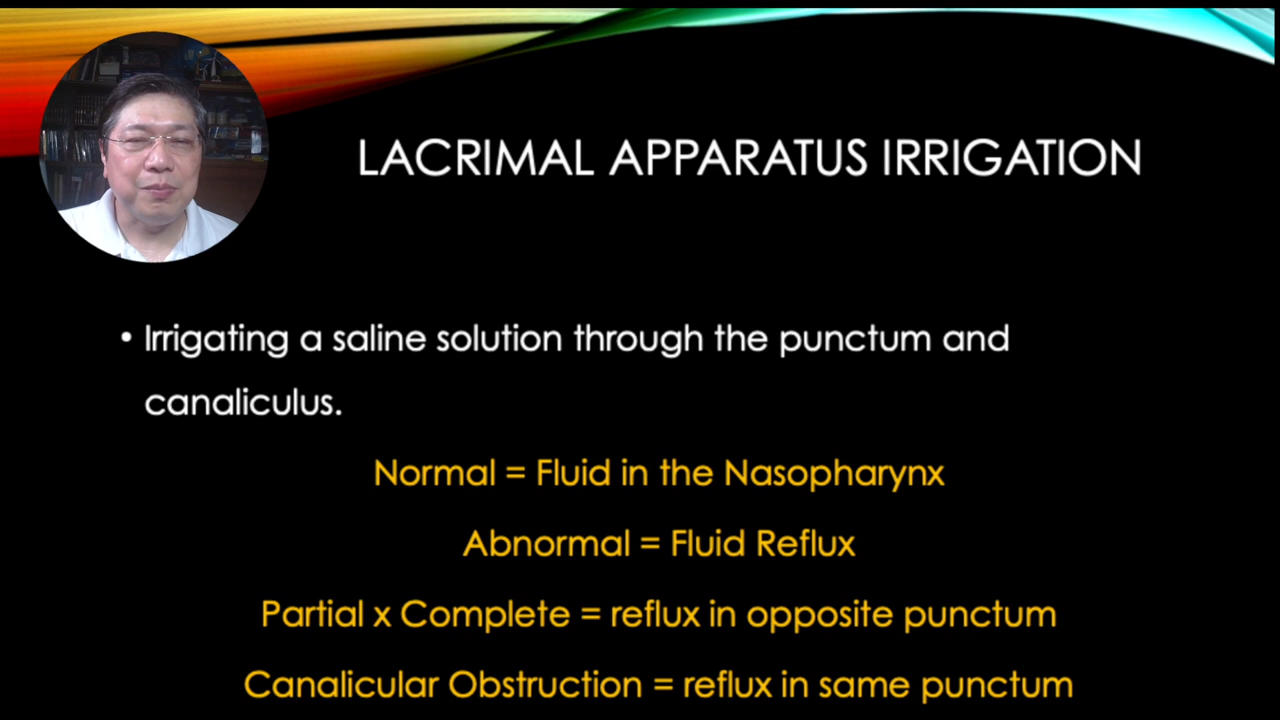 LACRIMAL APPARATUS IRRIGATION
• Irrigating a saline solution through the punctum and
canaliculus.
Normal = Fluid in the Nasopharynx
Abnormal = Fluid Reflux
Partial x Complete = reflux in opposite punctum
Canalicular Obstruction = reflux in same punctum